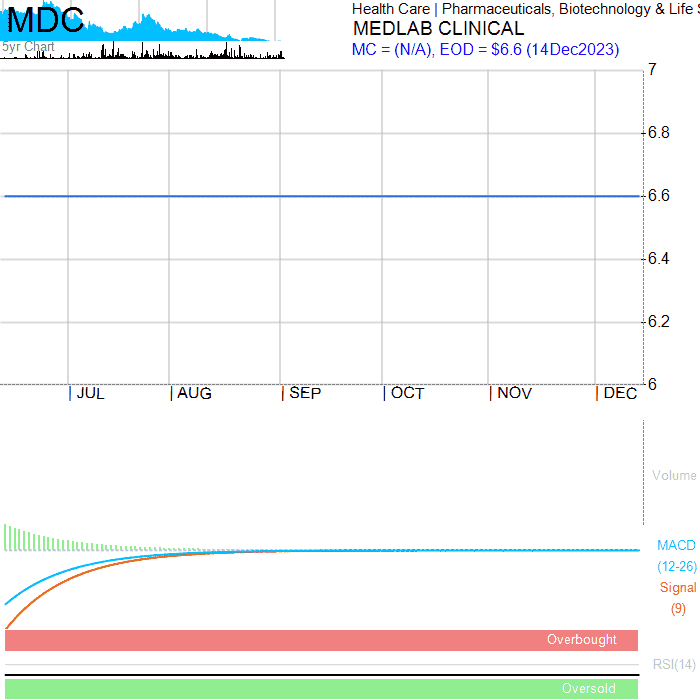 MDC
5yr Chart
Health Care | Pharmaceuticals, Biotechnology & Life S
MEDLAB CLINICAL
MC = (N/A), EOD = $6.6 (14Dec2023)
7
6.8
6.6
6.4
6.2
6
| JUL | AUG | SEP | OCT | NOV | DEC
Volume
MACD
(12-26)
Signal
(9)
Overbought
RSI(14)
Oversold